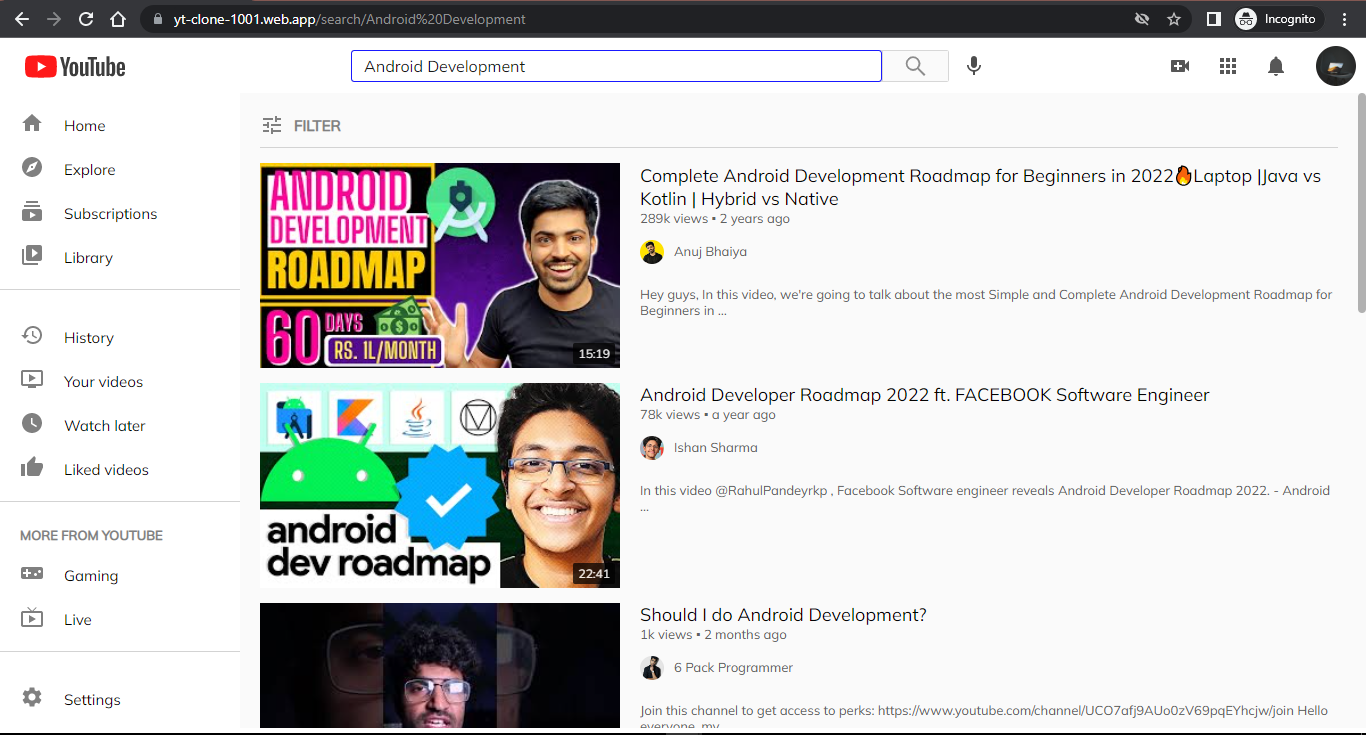 yt-clone-1001.web.app/search/Android%20Development
Incognito
YouTube
Android Development
Home
Explore
Subscriptions
Library
History
Your videos
Watch later
Liked videos
MORE FROM YOUTUBE
Gaming
Live
Settings
FILTER
ANDROID
DEVELOPMENT
ROADMAP
60 DAYS
RS. 1L/MONTH
15:19
Complete Android Development Roadmap for Beginners in 2022🔥Laptop |Java vs
Kotlin | Hybrid vs Native
289k views • 2 years ago
Anuj Bhaiya
Hey guys, In this video, we're going to talk about the most Simple and Complete Android Development Roadmap for
Beginners in ...
android
dev roadmap
22:41
Android Developer Roadmap 2022 ft. FACEBOOK Software Engineer
78k views • a year ago
Ishan Sharma
In this video @RahulPandeyrkp , Facebook Software engineer reveals Android Developer Roadmap 2022. - Android
...
Should I do Android Development?
1k views • 2 months ago
6 Pack Programmer
Join this channel to get access to perks: https://www.youtube.com/channel/UCO7afj9AUo0zV69pqEYhcjw/join Hello
everyone, my